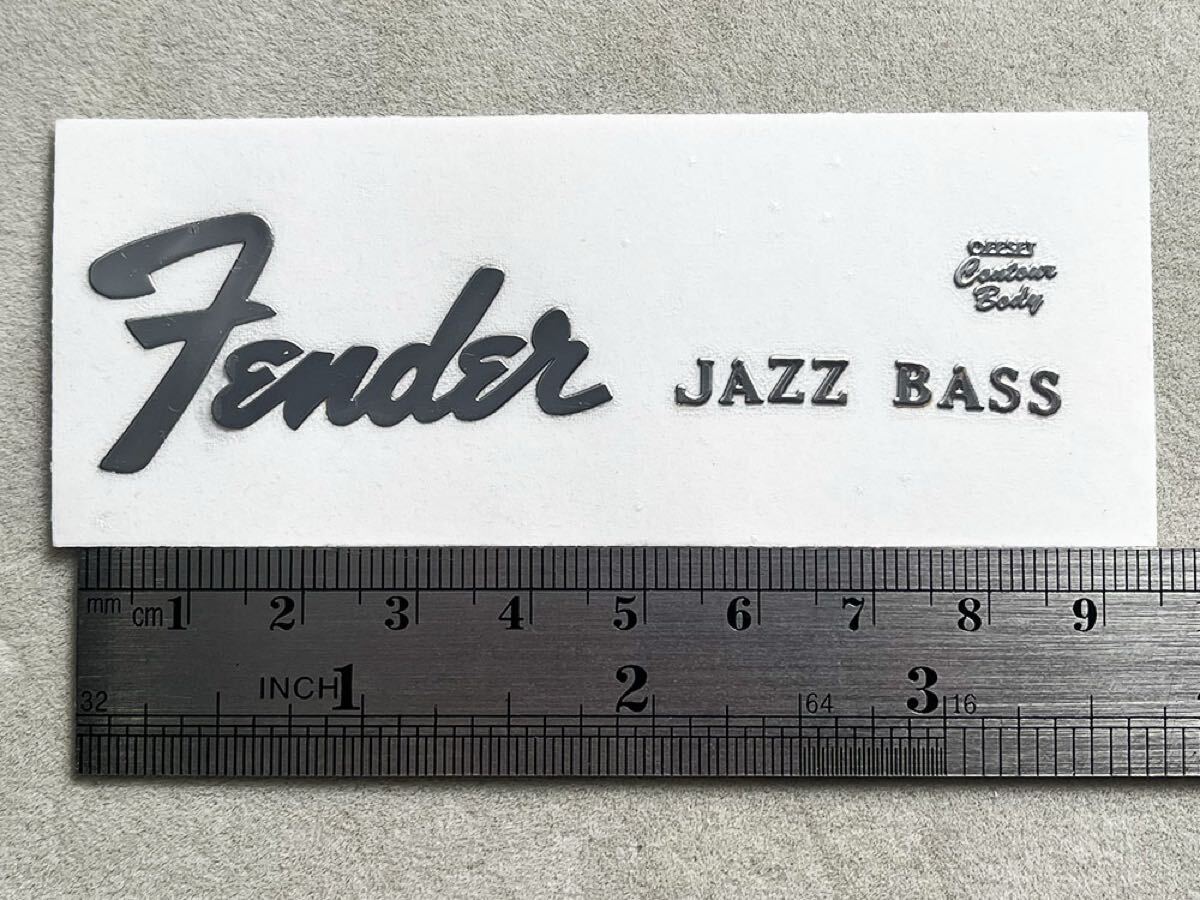 Fender
OFFSET
Contour
Body
JAZZ BASS
mm cm 1 2 3 4 5 6 7 8 9
INCH 1 2 3
32 64 16